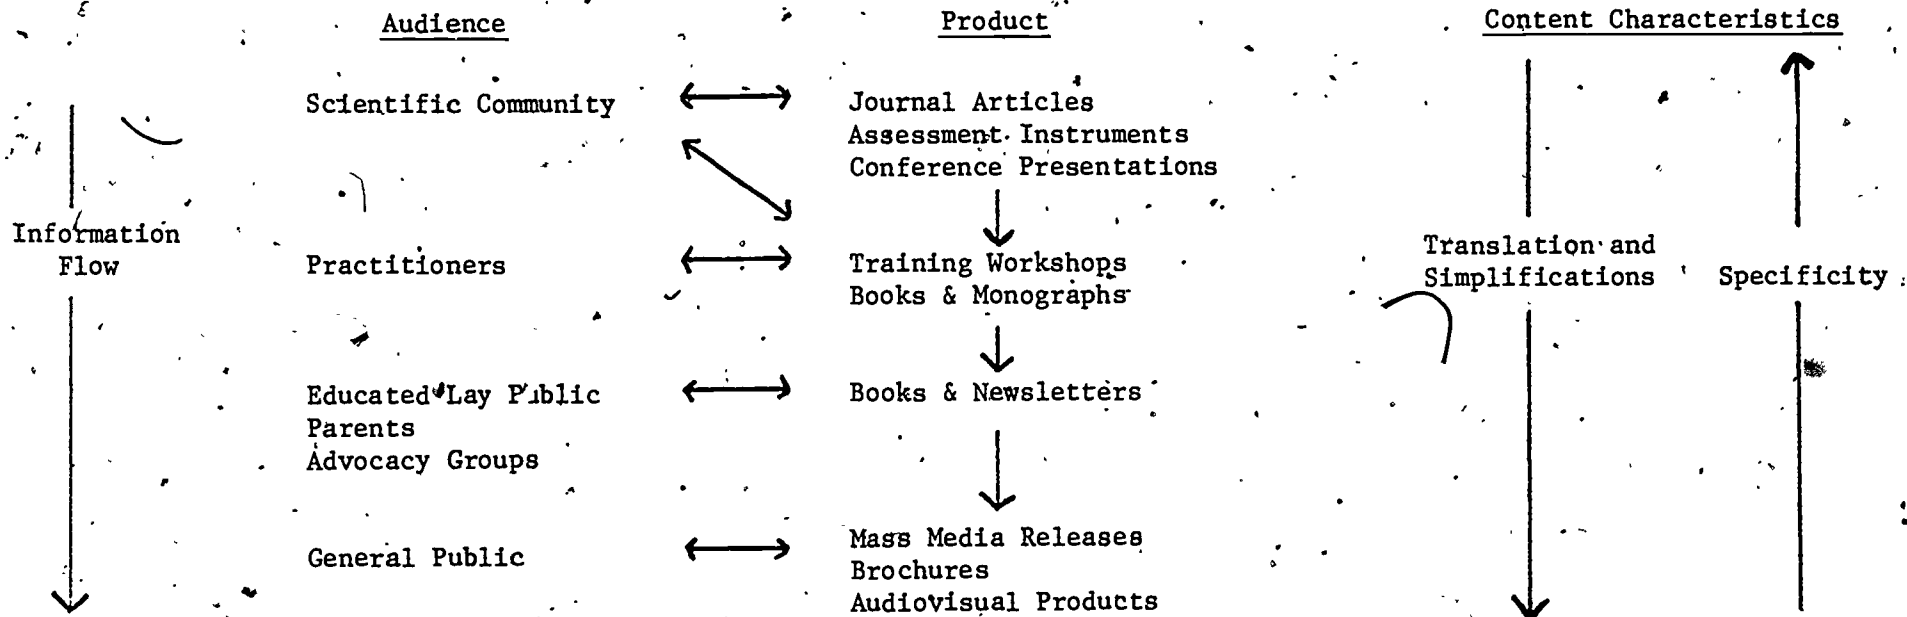 Audience
Product
Content Characteristics
Scientific Community
Journal Articles
Assessment Instruments
Conference Presentations
Information
Flow
Practitioners
Training Workshops
Books & Monographs
Translation and
Simplifications
Specificity
Educated Lay Public
Parents
Advocacy Groups
Books & Newsletters
General Public
Mass Media Releases
Brochures
Audiovisual Products